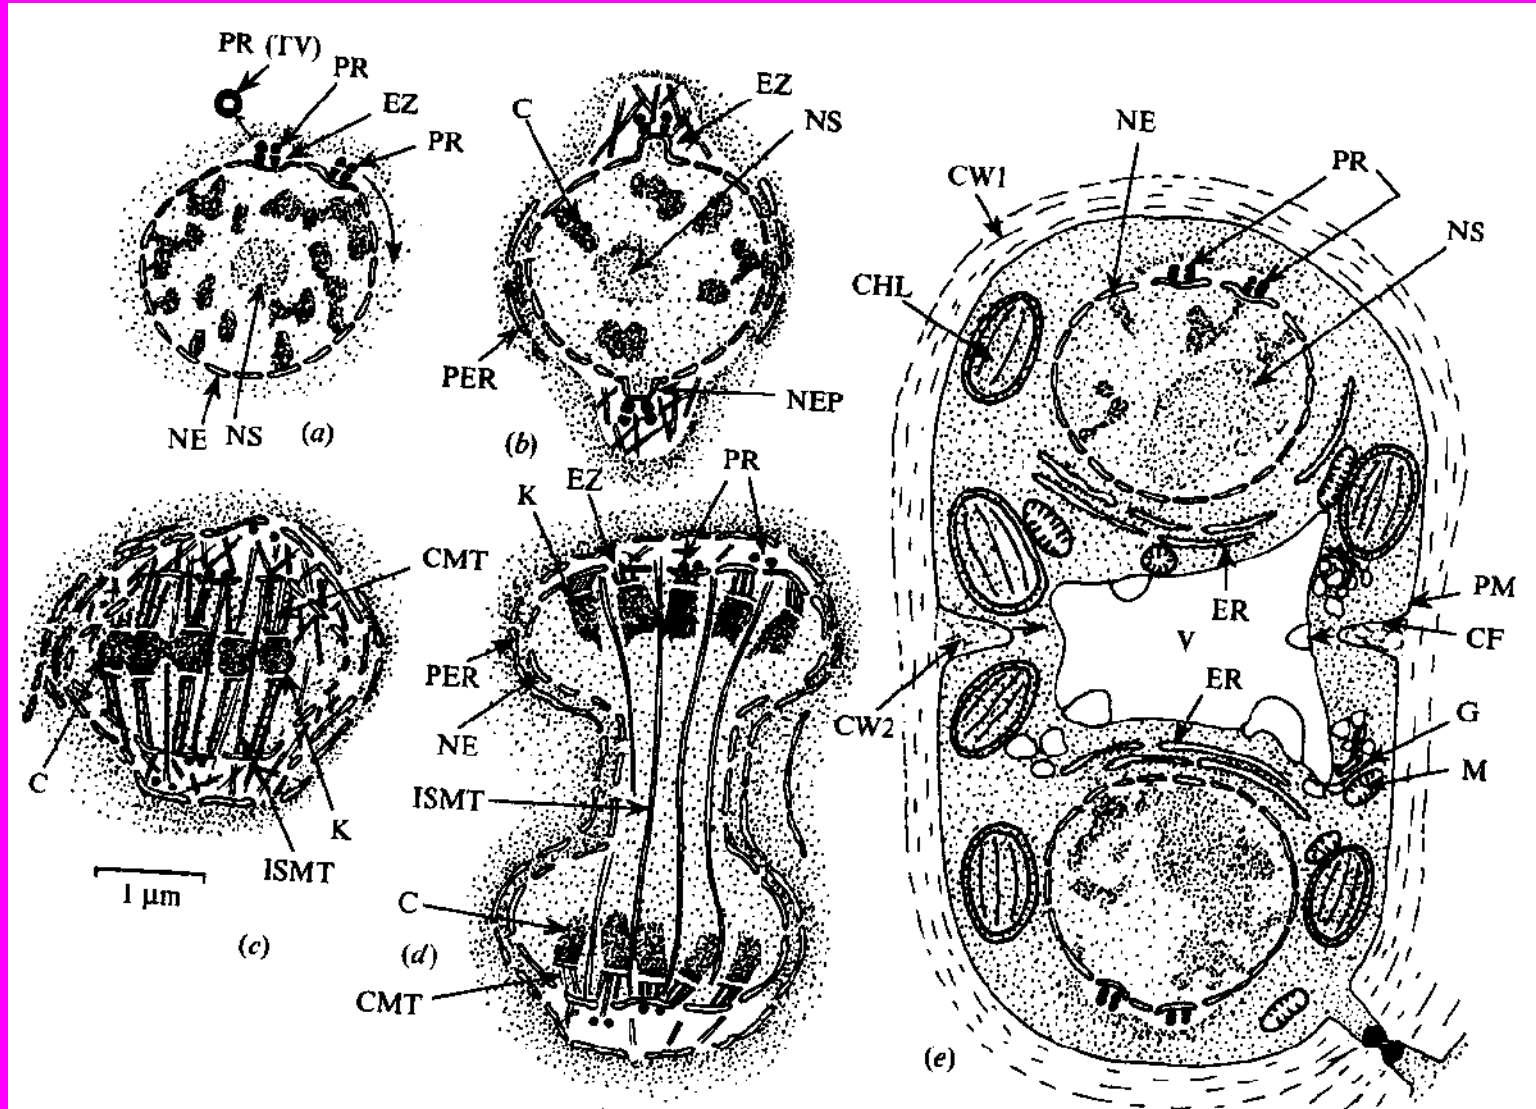 PR (TV)
PR
EZ
PR
NE
NS
(a)
C
EZ
NS
PER
NEP
(b)
CMT
C
K
ISMT
1 µm
(c)
K
EZ
PR
PER
NE
ISMT
C
(d)
CMT
NE
PR
CW1
NS
CHL
ER
PM
V
CF
ER
CW2
G
M
(e)